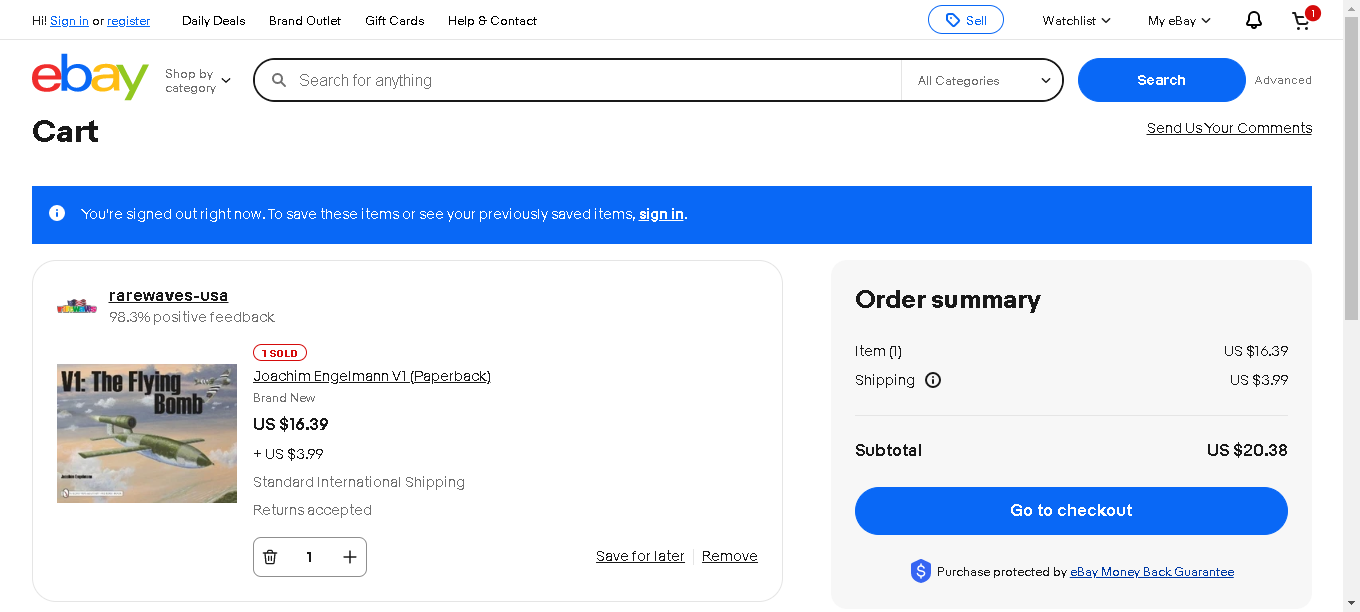 Hi! Sign in or register
Daily Deals
Brand Outlet
Gift Cards
Help & Contact
Sell
Watchlist
My eBay
1
ebay
Shop by
category
Search for anything
All Categories
Search
Advanced
Cart
Send Us Your Comments
You're signed out right now. To save these items or see your previously saved items, sign in.
rarewaves-usa
98.3% positive feedback
1 SOLD
V1: The Flying
Bomb
Joachim Engelmann V1 (Paperback)
Brand New
US $16.39
+ US $3.99
Standard International Shipping
Returns accepted
1
Save for later
Remove
Order summary
Item (1)
US $16.39
Shipping
US $3.99
Subtotal
US $20.38
Go to checkout
Purchase protected by eBay Money Back Guarantee